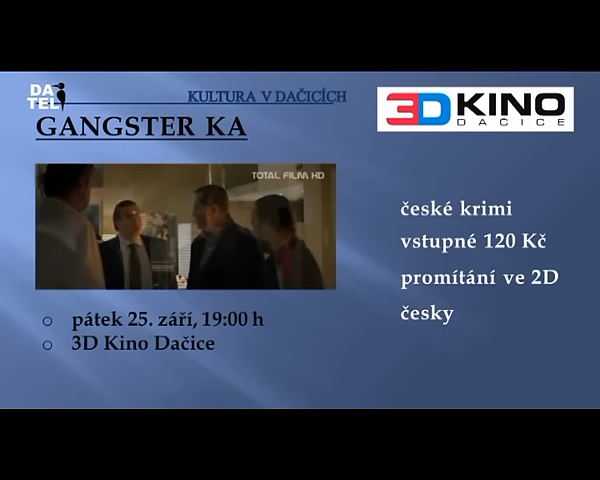 DA
TEL
KULTURA V DAČICÍCH
GANGSTER KA
3D KINO
DAČICE
TOTAL FILM HD
české krimi
vstupné 120 Kč
promítání ve 2D
česky
pátek 25. září, 19:00 h
3D Kino Dačice